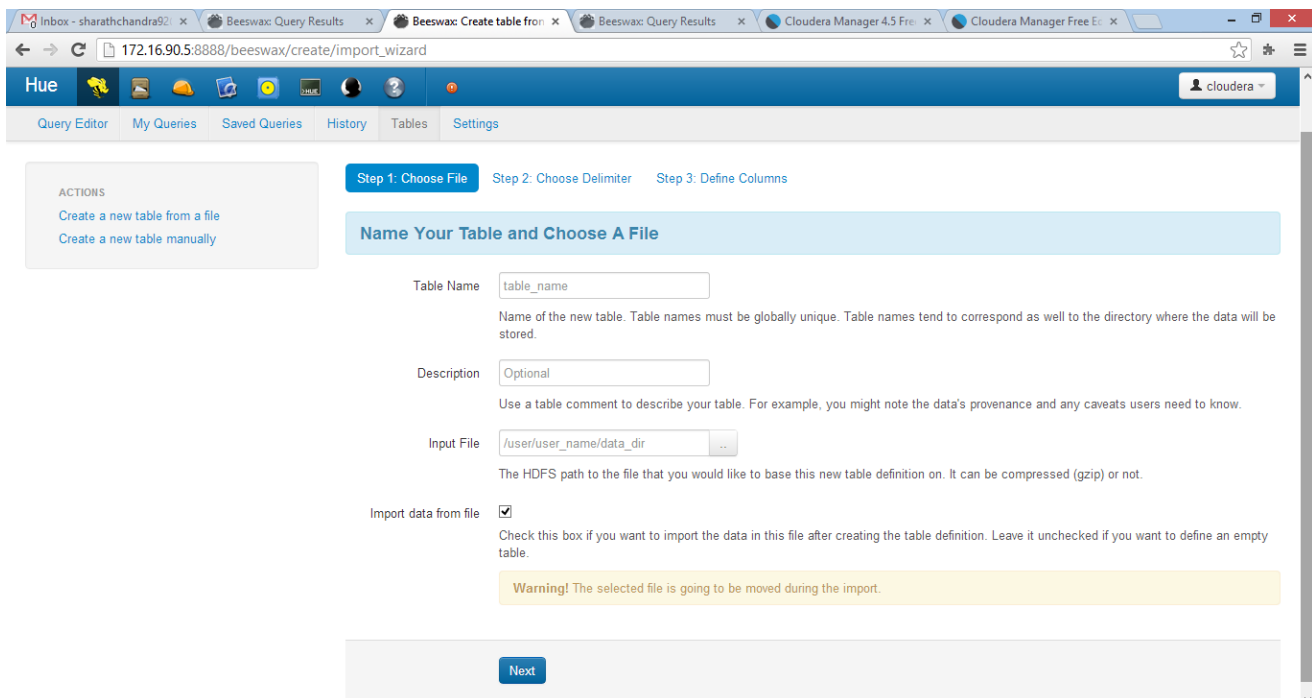 Inbox - sharathchandra92
Beeswax: Query Results
Beeswax: Create table from
Beeswax: Query Results
Cloudera Manager 4.5 Fre
Cloudera Manager Free Ed
172.16.90.5:8888/beeswax/create/import_wizard
Hue
HUE
cloudera
Query Editor
My Queries
Saved Queries
History
Tables
Settings
ACTIONS
Create a new table from a file
Create a new table manually
Step 1: Choose File
Step 2: Choose Delimiter
Step 3: Define Columns
Name Your Table and Choose A File
Table Name
table_name
Name of the new table. Table names must be globally unique. Table names tend to correspond as well to the directory where the data will be
stored.
Description
Optional
Use a table comment to describe your table. For example, you might note the data's provenance and any caveats users need to know.
Input File
/user/user_name/data_dir
..
The HDFS path to the file that you would like to base this new table definition on. It can be compressed (gzip) or not.
Import data from file
Check this box if you want to import the data in this file after creating the table definition. Leave it unchecked if you want to define an empty
table.
Warning! The selected file is going to be moved during the import.
Next